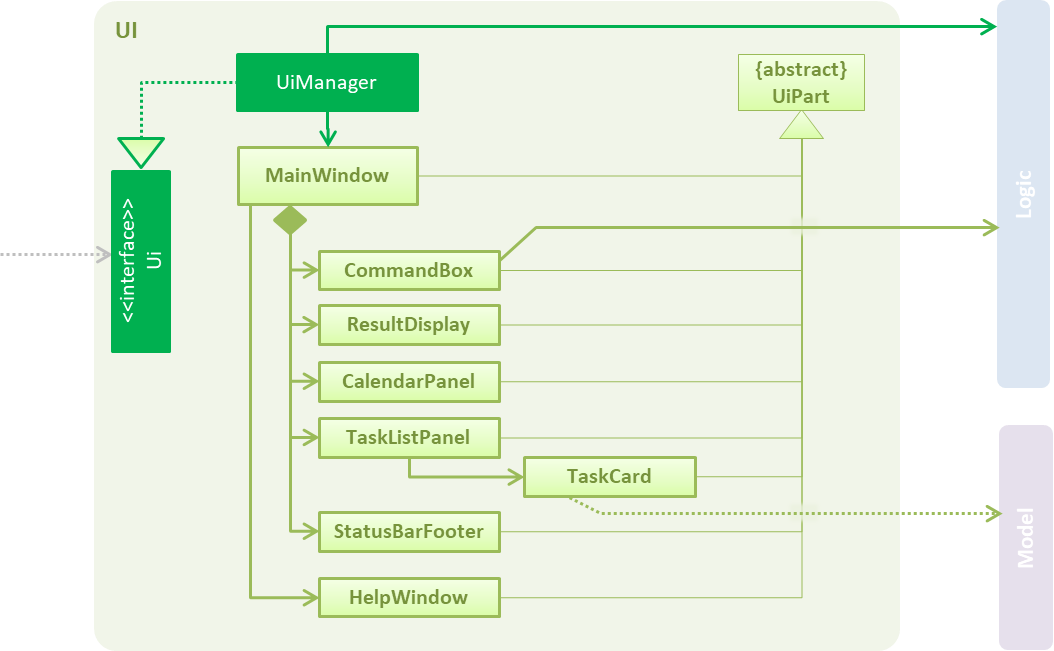 UI
UiManager
{abstract}
UiPart
MainWindow
<<interface>>
Ui
Logic
CommandBox
ResultDisplay
CalendarPanel
TaskListPanel
TaskCard
StatusBarFooter
Model
HelpWindow